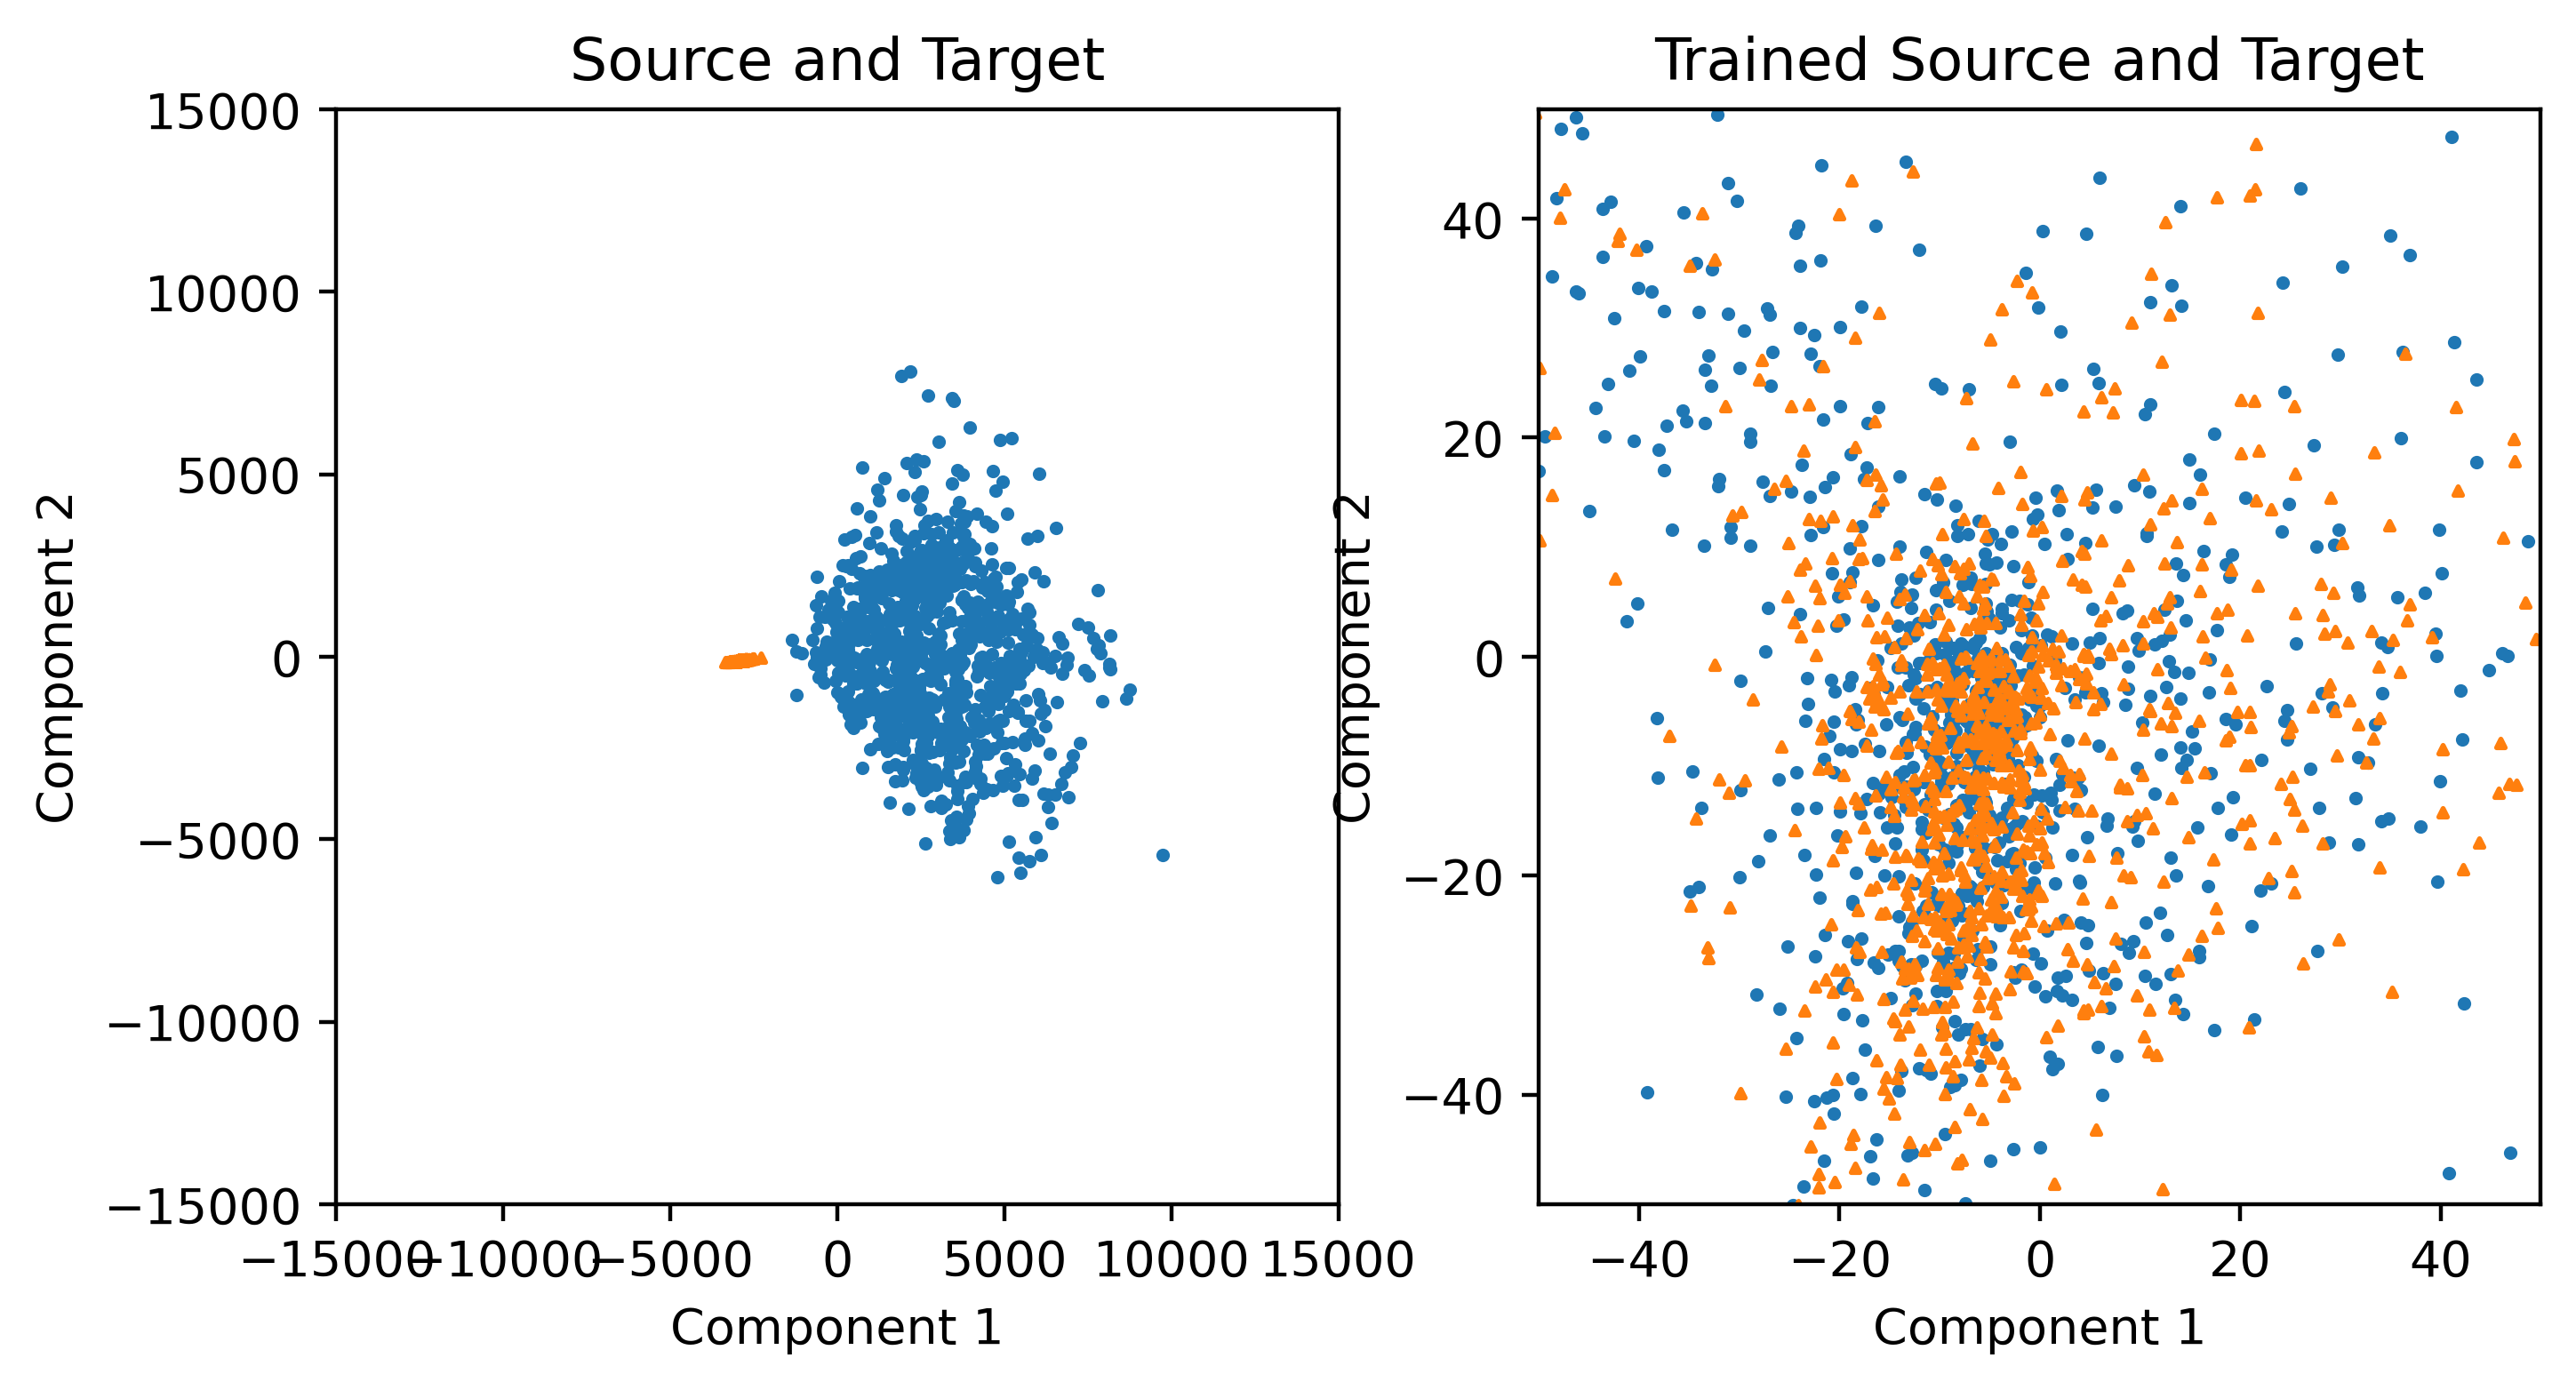 Source and Target
15000
10000
5000
0
−5000
−10000
−15000
Component 2
−15000 −10000 −5000 0 5000 10000 15000
Component 1
Trained Source and Target
40
20
0
−20
−40
Component 2
−40 −20 0 20 40
Component 1